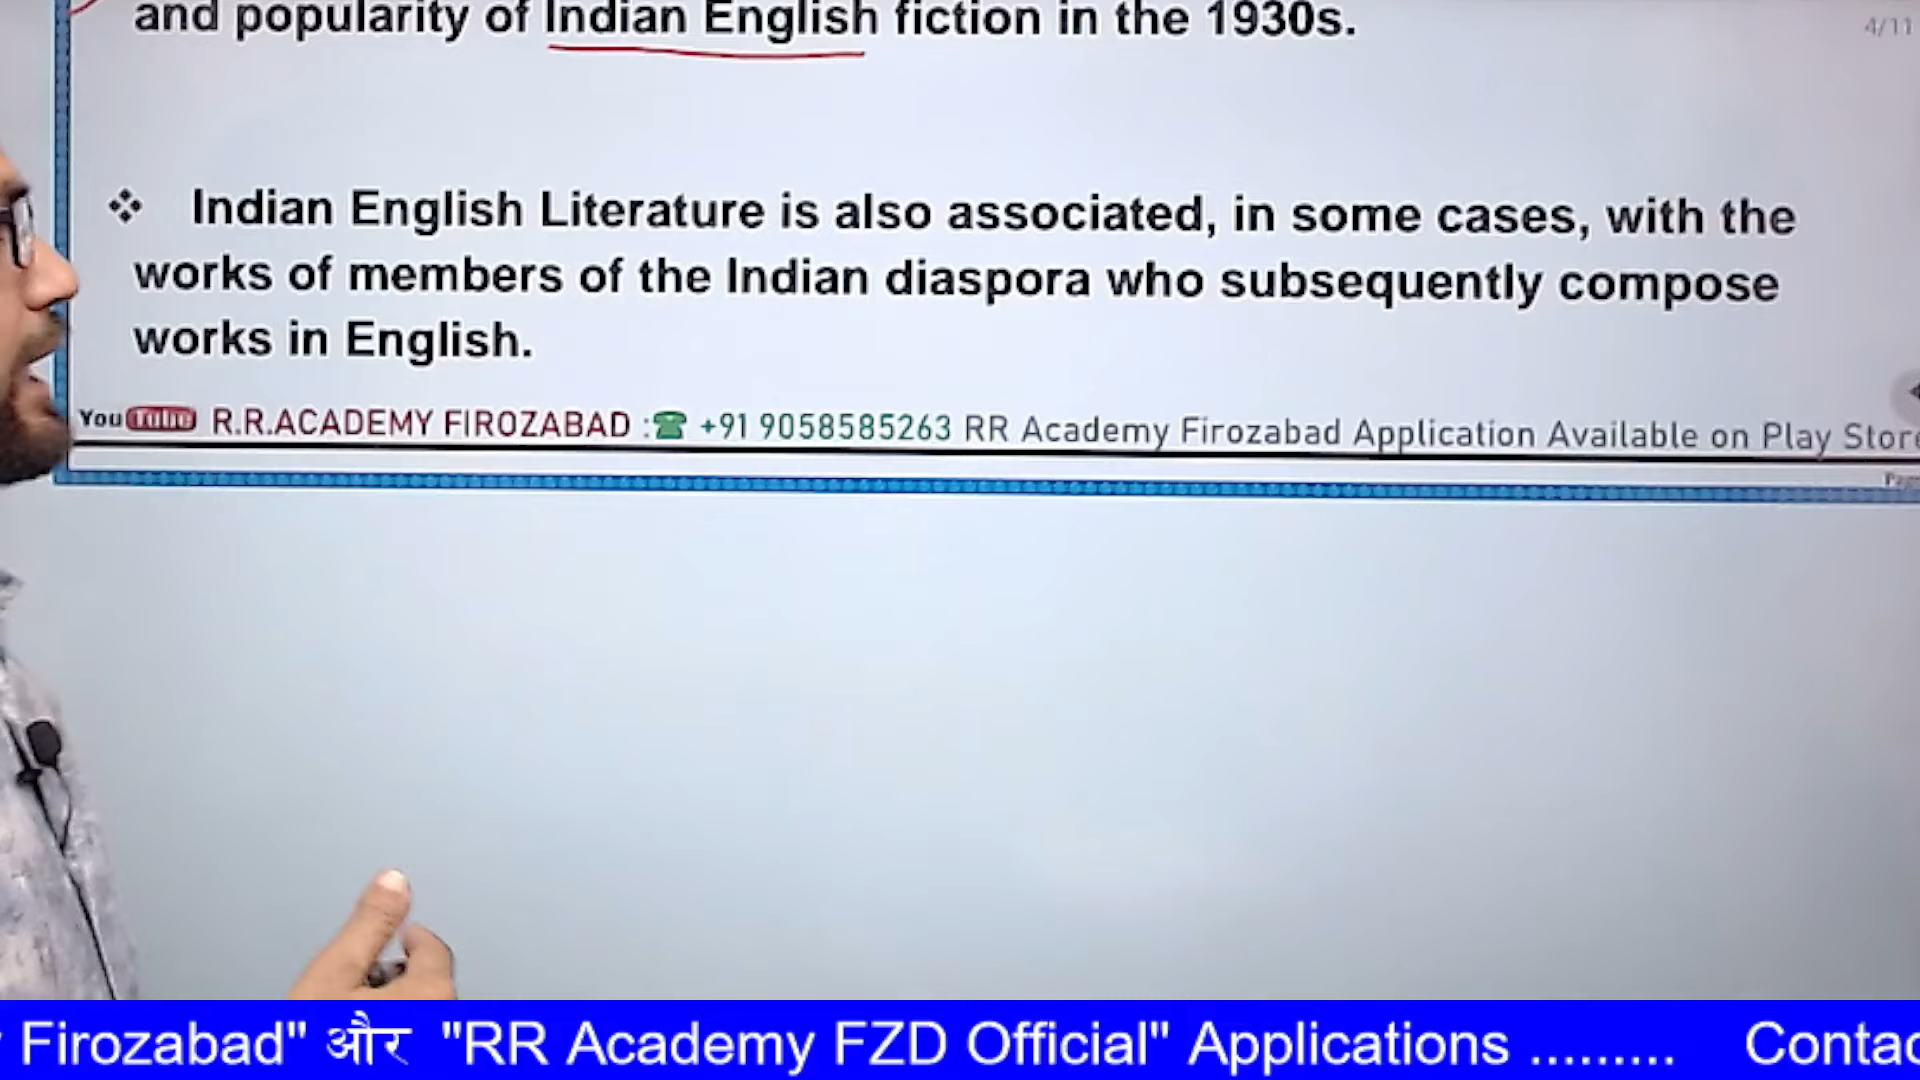 and popularity of Indian English fiction in the 1930s.
4/11
❖ Indian English Literature is also associated, in some cases, with the
works of members of the Indian diaspora who subsequently compose
works in English.
YouTube R.R.ACADEMY FIROZABAD :☎ +91 9058585263 RR Academy Firozabad Application Available on Play Store
Firozabad" और "RR Academy FZD Official" Applications ......... Contac